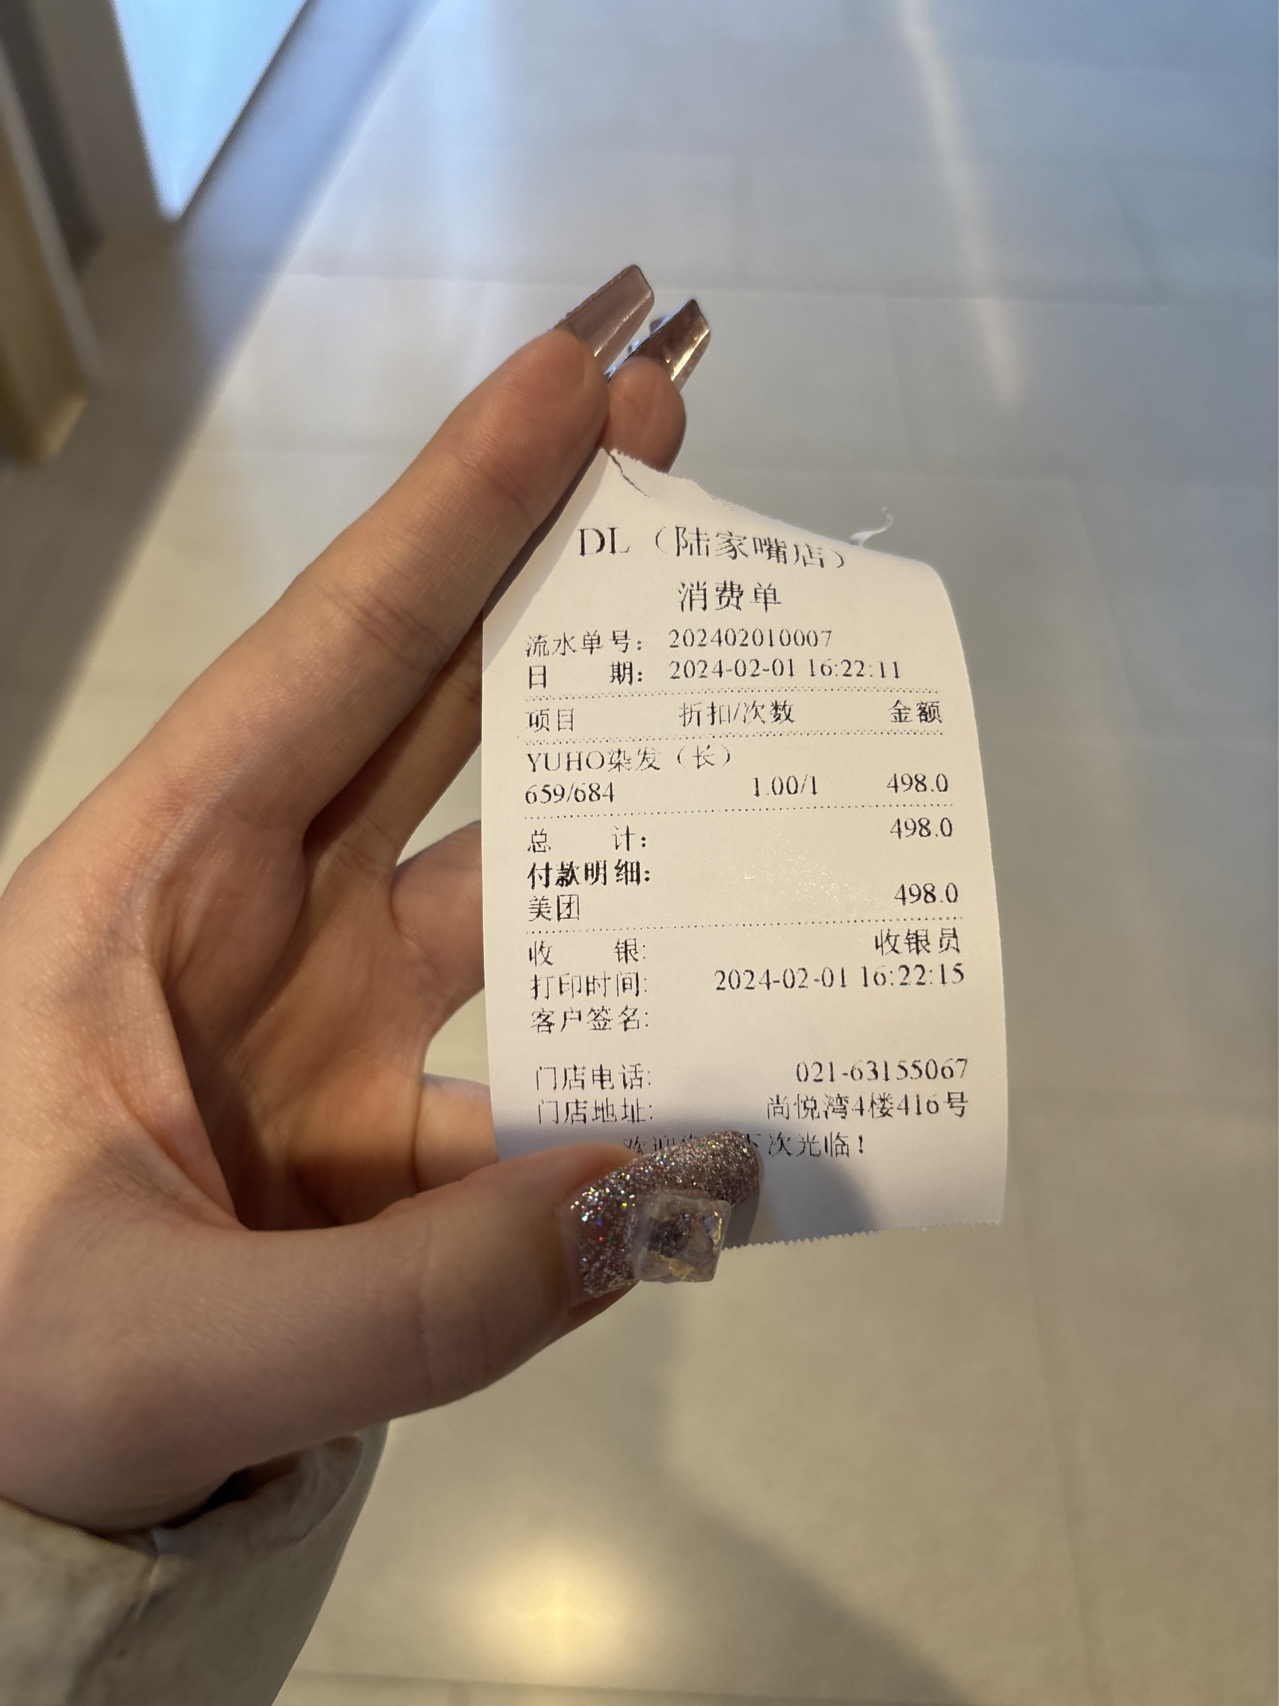 DL（陆家嘴店）
消费单
流水单号： 202402010007
日 期： 2024-02-01 16:22:11
项目 折扣/次数 金额
YUHO染发（长）
659/684 1.00/1 498.0
总 计： 498.0
付款明细：
美团 498.0
收 银: 收银员
打印时间: 2024-02-01 16:22:15
客户签名:
门店电话: 021-63155067
门店地址: 尚悦湾4楼416号
欢迎 下次光临！